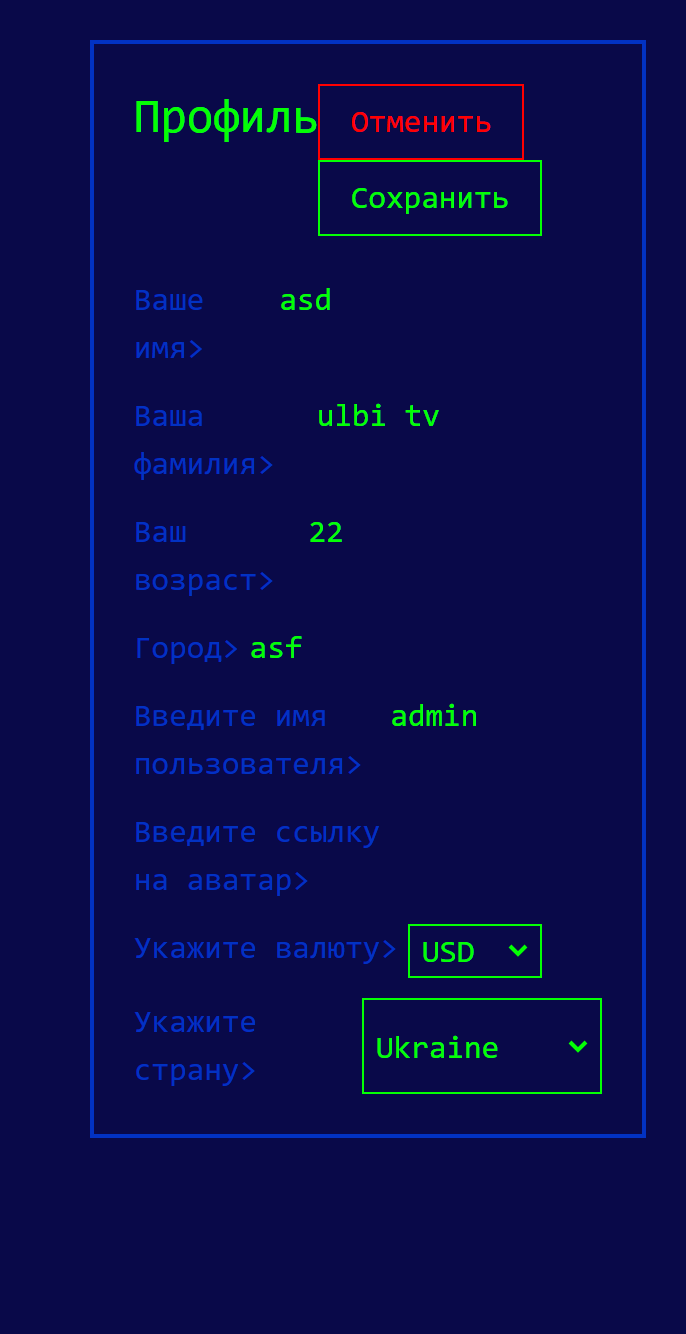 Профиль Отменить
Сохранить
Ваше asd
имя>
Ваша ulbi tv
фамилия>
Ваш 22
возраст>
Город> asf
Введите имя admin
пользователя>
Введите ссылку
на аватар>
Укажите валюту> USD
Укажите
страну> Ukraine